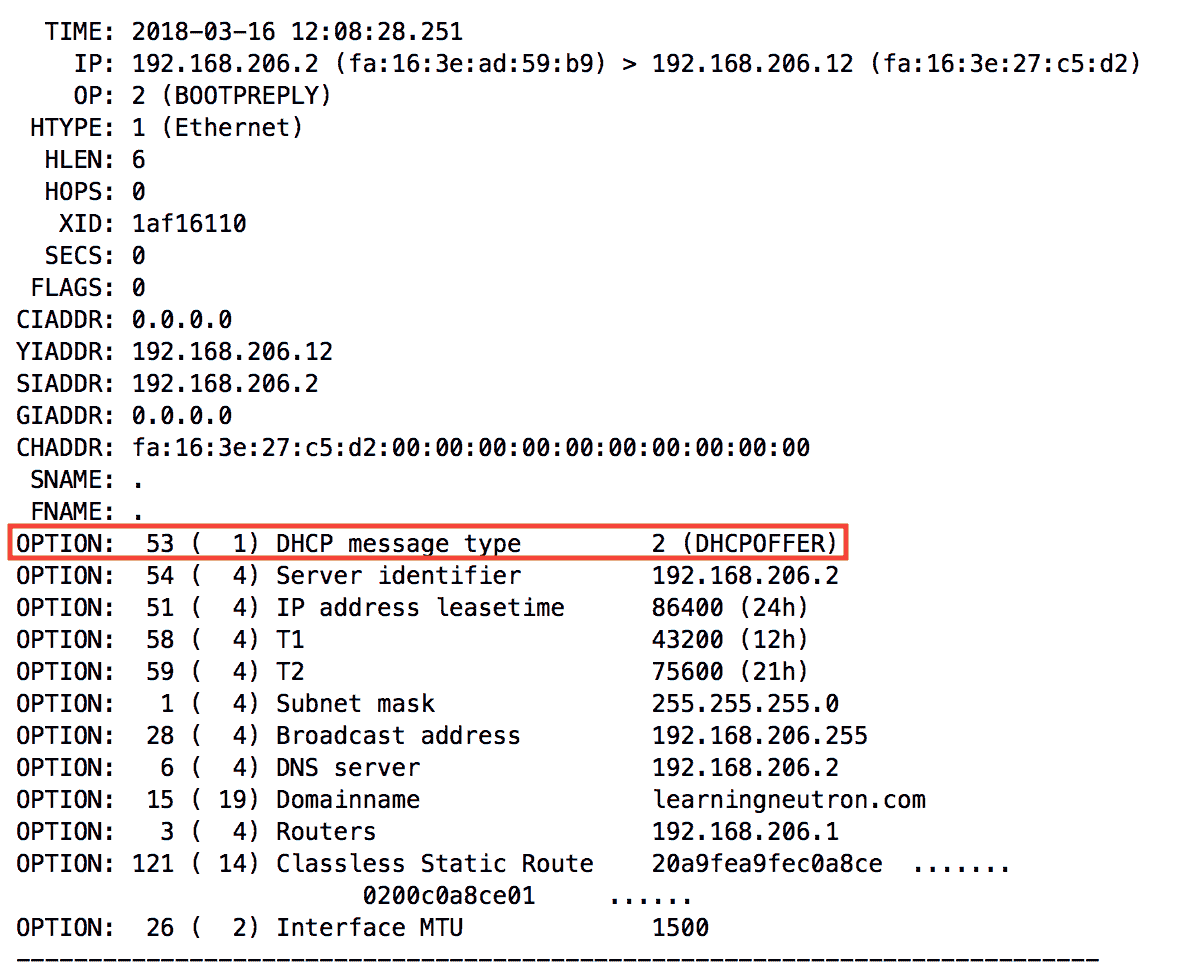 TIME: 2018-03-16 12:08:28.251
IP: 192.168.206.2 (fa:16:3e:ad:59:b9) > 192.168.206.12 (fa:16:3e:27:c5:d2)
OP: 2 (BOOTPREPLY)
HTYPE: 1 (Ethernet)
HLEN: 6
HOPS: 0
XID: 1af16110
SECS: 0
FLAGS: 0
CIADDR: 0.0.0.0
YIADDR: 192.168.206.12
SIADDR: 192.168.206.2
GIADDR: 0.0.0.0
CHADDR: fa:16:3e:27:c5:d2:00:00:00:00:00:00:00:00:00:00
SNAME: .
FNAME: .
OPTION:  53 (  1) DHCP message type         2 (DHCPOFFER)
OPTION:  54 (  4) Server identifier         192.168.206.2
OPTION:  51 (  4) IP address leasetime      86400 (24h)
OPTION:  58 (  4) T1                        43200 (12h)
OPTION:  59 (  4) T2                        75600 (21h)
OPTION:   1 (  4) Subnet mask               255.255.255.0
OPTION:  28 (  4) Broadcast address         192.168.206.255
OPTION:   6 (  4) DNS server                192.168.206.2
OPTION:  15 ( 19) Domainname                learningneutron.com
OPTION:   3 (  4) Routers                   192.168.206.1
OPTION: 121 ( 14) Classless Static Route    20a9fea9fec0a8ce  .......
0200c0a8ce01     ......
OPTION:  26 (  2) Interface MTU             1500
---------------------------------------------------------------------------